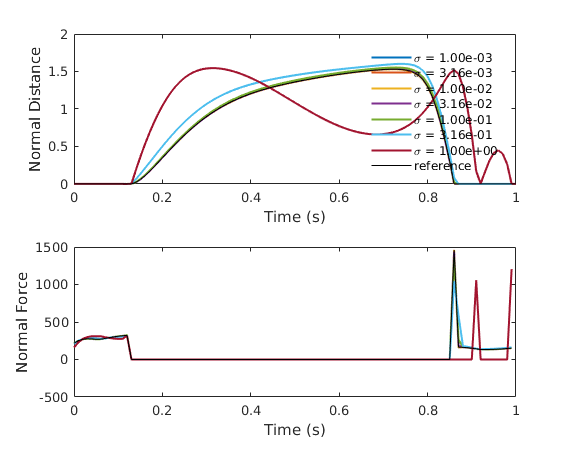 2
1.5
1
0.5
0
Normal Distance
σ = 1.00e-03
σ = 3.16e-03
σ = 1.00e-02
σ = 3.16e-02
σ = 1.00e-01
σ = 3.16e-01
σ = 1.00e+00
reference
0 0.2 0.4 0.6 0.8 1
Time (s)
1500
1000
500
0
-500
Normal Force
0 0.2 0.4 0.6 0.8 1
Time (s)